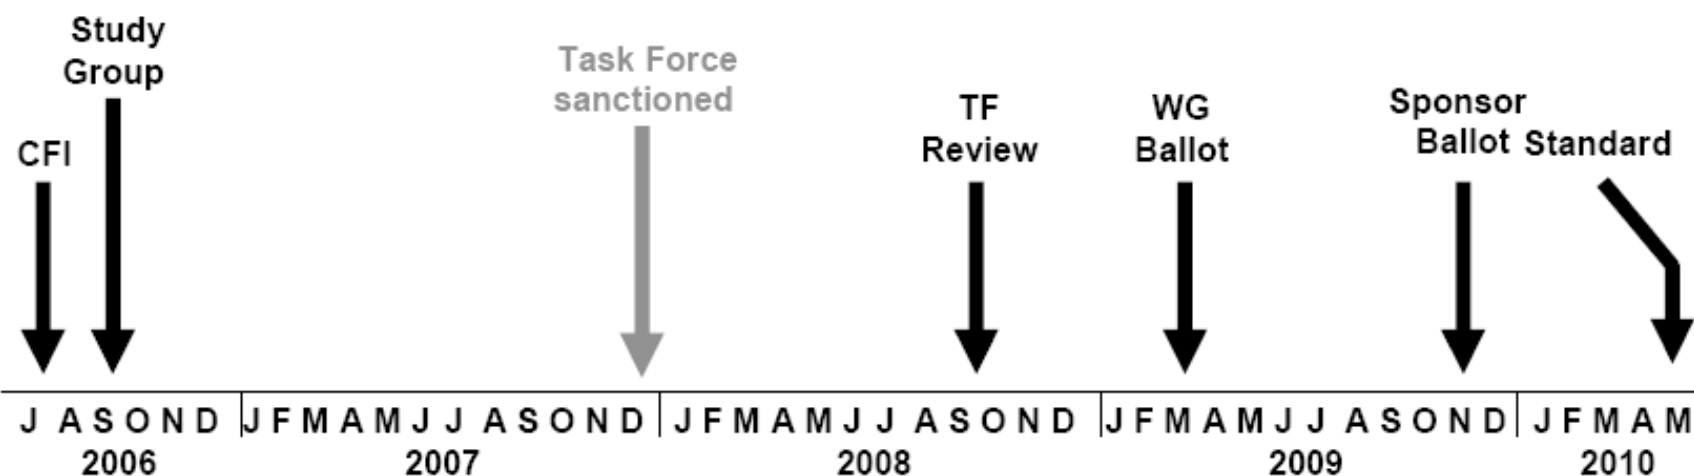 Study
Group
CFI
Task Force
sanctioned
TF
Review
WG
Ballot
Sponsor
Ballot
Standard
J A S O N D J F M A M J J A S O N D J F M A M J J A S O N D J F M A M J J A S O N D J F M A M
2006 2007 2008 2009 2010